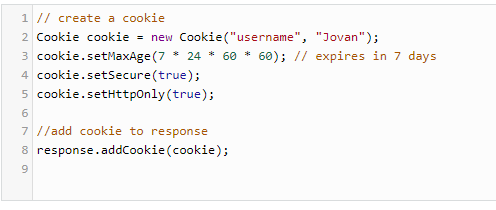 1 // create a cookie
2 Cookie cookie = new Cookie("username", "Jovan");
3 cookie.setMaxAge(7 * 24 * 60 * 60); // expires in 7 days
4 cookie.setSecure(true);
5 cookie.setHttpOnly(true);
6
7 //add cookie to response
8 response.addCookie(cookie);
9